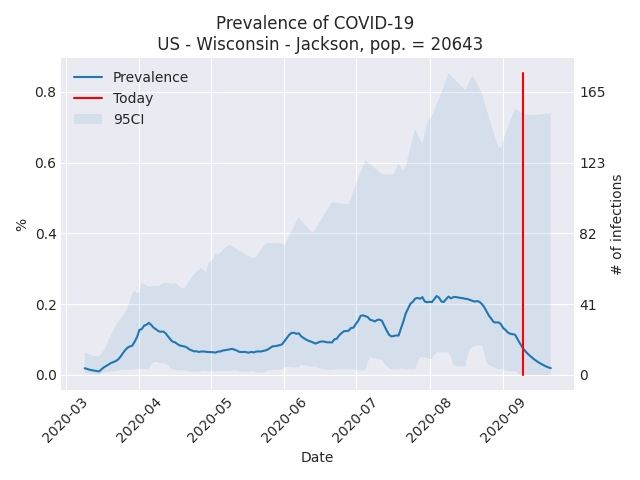 Prevalence of COVID-19
US - Wisconsin - Jackson, pop. = 20643
Prevalence
Today
95CI
0.8
0.6
0.4
0.2
0.0
%
165
123
82
41
0
# of infections
2020-03
2020-04
2020-05
2020-06
2020-07
2020-08
2020-09
Date